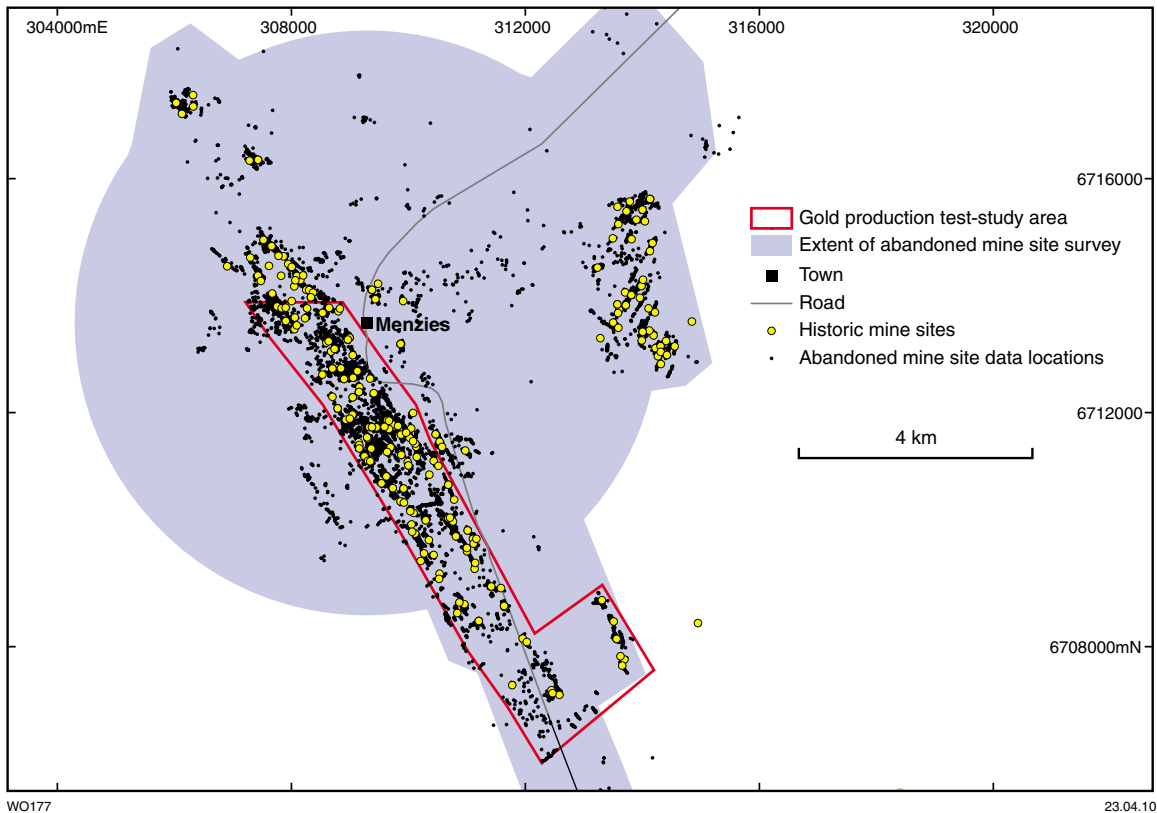 304000mE 308000 312000 316000 320000
6716000
Gold production test-study area
Extent of abandoned mine site survey
Town
Road
Menzies
Historic mine sites
Abandoned mine site data locations
6712000
4 km
6708000mN
WO177 23.04.10